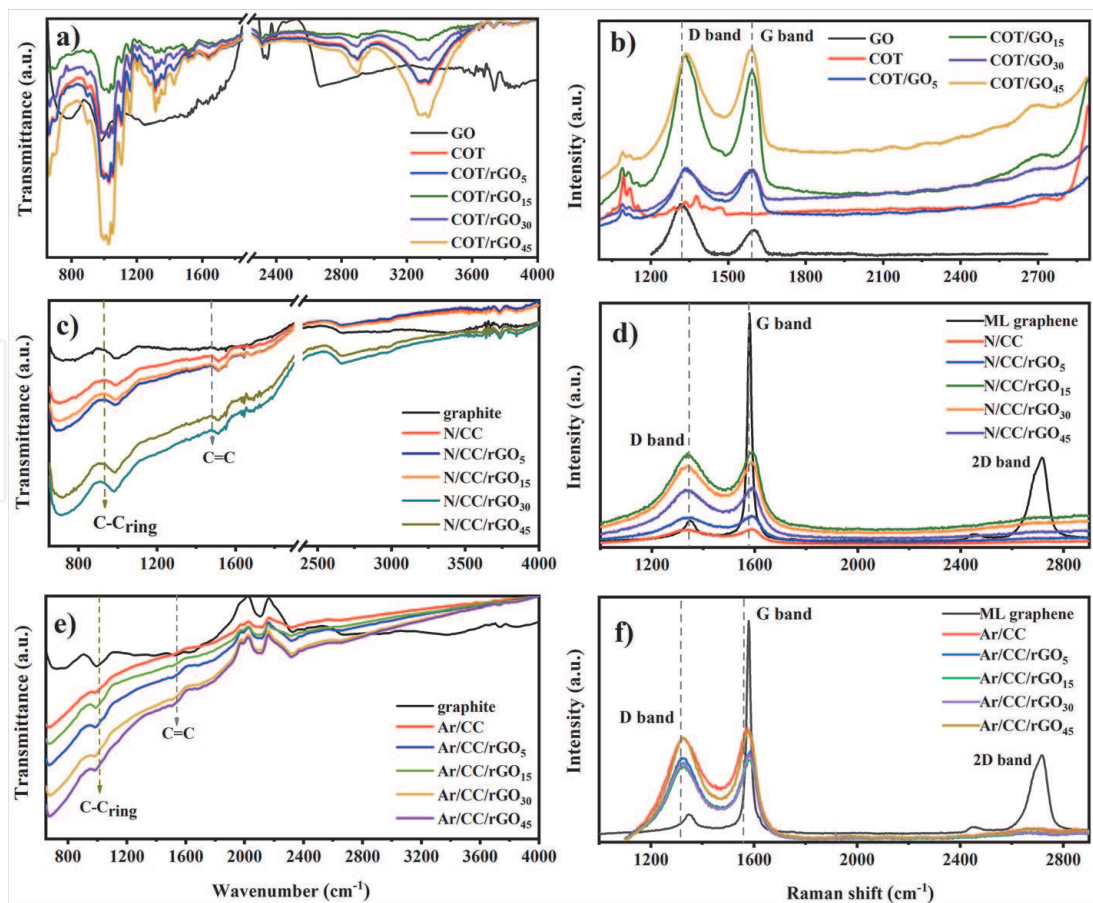 a)
Transmittance (a.u.)
GO
COT
COT/rGO₅
COT/rGO₁₅
COT/rGO₃₀
COT/rGO₄₅
800 1200 1600 2400 2800 3200 3600 4000
b)
Intensity (a.u.)
D band G band
GO
COT
COT/GO₅
COT/GO₁₅
COT/GO₃₀
COT/GO₄₅
1200 1500 1800 2100 2400 2700
c)
Transmittance (a.u.)
C-Cring
C=C
graphite
N/CC
N/CC/rGO₅
N/CC/rGO₁₅
N/CC/rGO₃₀
N/CC/rGO₄₅
800 1200 1600 2500 3000 3500 4000
d)
Intensity (a.u.)
D band
G band
2D band
ML graphene
N/CC
N/CC/rGO₅
N/CC/rGO₁₅
N/CC/rGO₃₀
N/CC/rGO₄₅
1200 1600 2000 2400 2800
e)
Transmittance (a.u.)
C-Cring
C=C
graphite
Ar/CC
Ar/CC/rGO₅
Ar/CC/rGO₁₅
Ar/CC/rGO₃₀
Ar/CC/rGO₄₅
800 1200 1600 2000 2400 2800 3200 3600 4000
Wavenumber (cm⁻¹)
f)
Intensity (a.u.)
D band
G band
2D band
ML graphene
Ar/CC
Ar/CC/rGO₅
Ar/CC/rGO₁₅
Ar/CC/rGO₃₀
Ar/CC/rGO₄₅
1200 1600 2000 2400 2800
Raman shift (cm⁻¹)